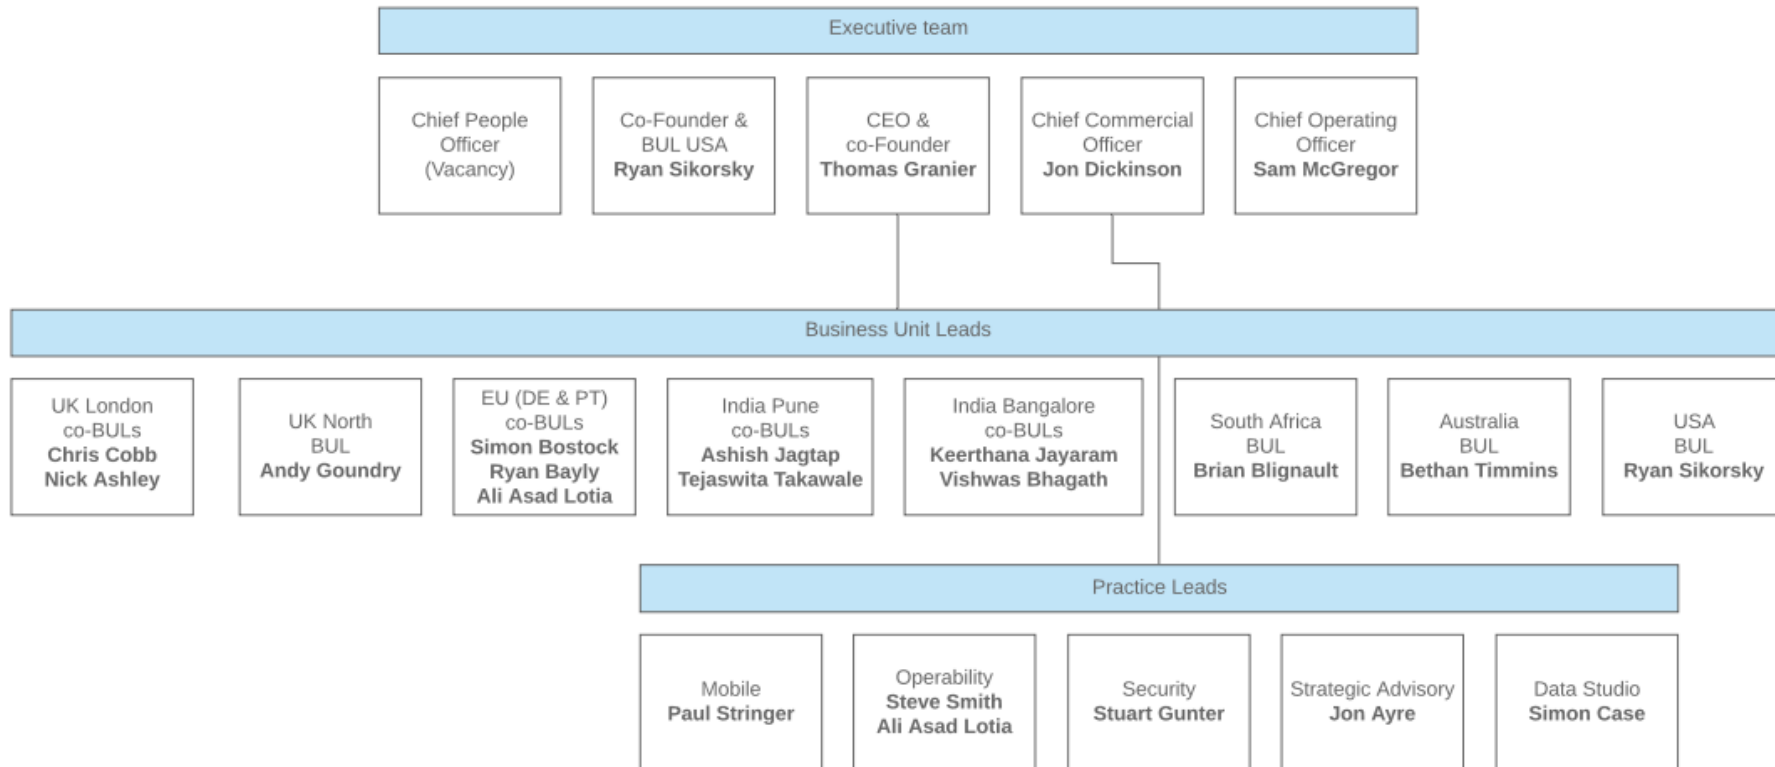 Executive team
Chief People
Officer
(Vacancy)
Co-Founder &
BUL USA
Ryan Sikorsky
CEO &
co-Founder
Thomas Granier
Chief Commercial
Officer
Jon Dickinson
Chief Operating
Officer
Sam McGregor
Business Unit Leads
UK London
co-BULs
Chris Cobb
Nick Ashley
UK North
BUL
Andy Goundry
EU (DE & PT)
co-BULs
Simon Bostock
Ryan Bayly
Ali Asad Lotia
India Pune
co-BULs
Ashish Jagtap
Tejaswita Takawale
India Bangalore
co-BULs
Keerthana Jayaram
Vishwas Bhagath
South Africa
BUL
Brian Blignault
Australia
BUL
Bethan Timmins
USA
BUL
Ryan Sikorsky
Practice Leads
Mobile
Paul Stringer
Operability
Steve Smith
Ali Asad Lotia
Security
Stuart Gunter
Strategic Advisory
Jon Ayre
Data Studio
Simon Case